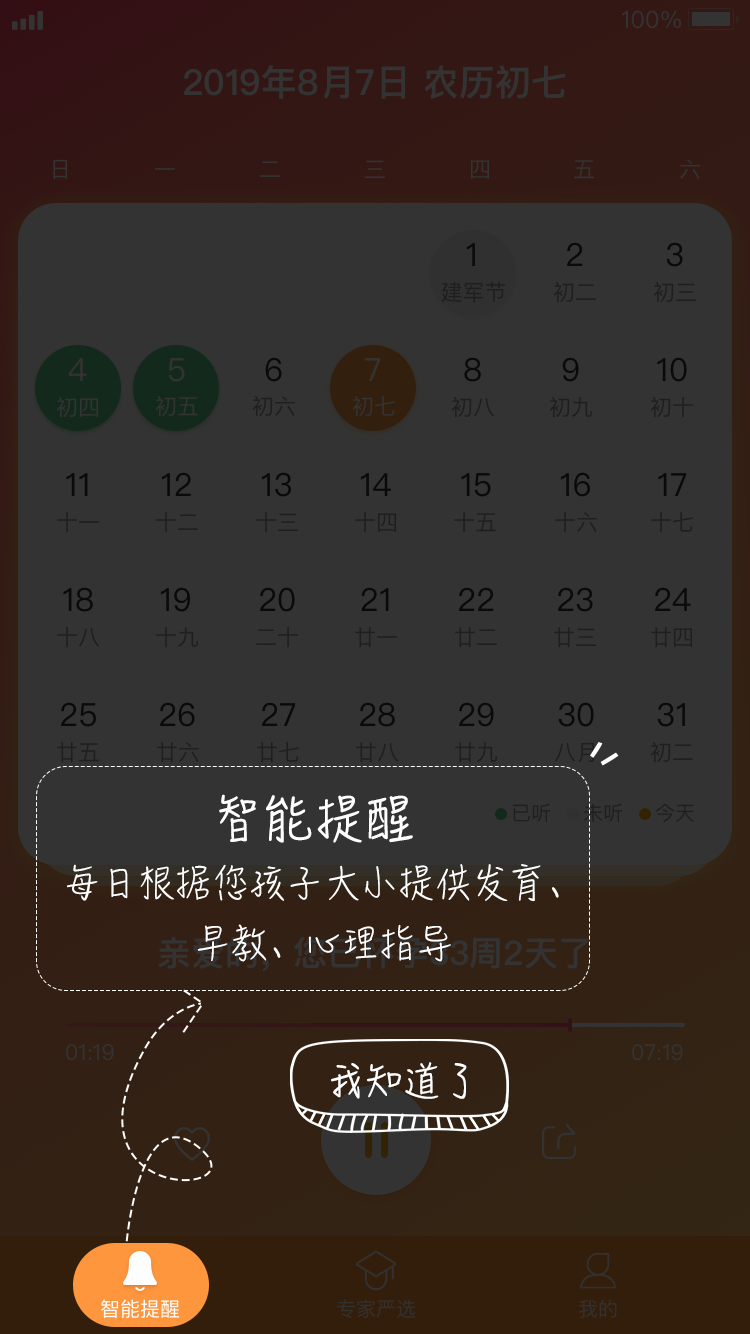 100%
2019年8月7日 农历初七
日 一 二 三 四 五 六
1 2 3
建军节 初二 初三
4 5 6 7 8 9 10
初四 初五 初六 初七 初八 初九 初十
11 12 13 14 15 16 17
十一 十二 十三 十四 十五 十六 十七
18 19 20 21 22 23 24
十八 十九 二十 廿一 廿二 廿三 廿四
25 26 27 28 29 30 31
廿五 廿六 廿七 廿八 廿九 八月 初二
已听 未听 今天
智能提醒
每日根据您孩子大小提供发育、
早教、心理指导
亲爱的，您已怀孕33周2天了
01:19 07:19
我知道了
智能提醒 专家严选 我的